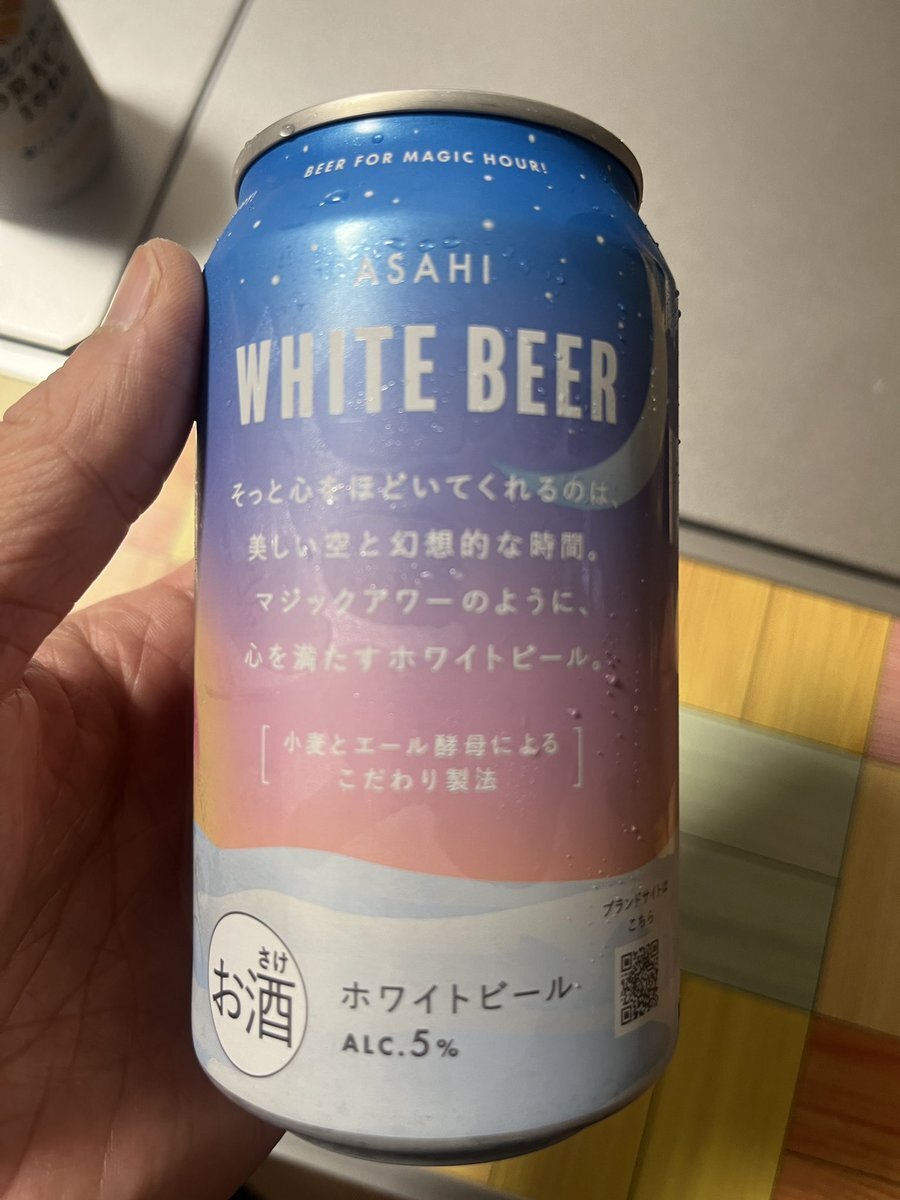 BEER FOR MAGIC HOUR!
ASAHI
WHITE BEER
そっと心をほどいてくれるのは、
美しい空と幻想的な時間。
マジックアワーのように、
心を満たすホワイトビール。
小麦とエール酵母による
こだわり製法
ブランドサイトは
こちら
さけ
お酒
ホワイトビール
ALC.5%